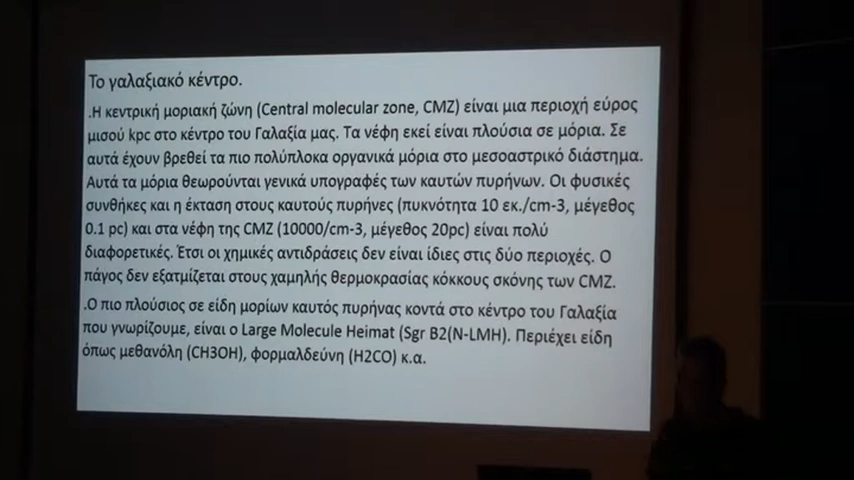 Το γαλαξιακό κέντρο.
.Η κεντρική μοριακή ζώνη (Central molecular zone, CMZ) είναι μια περιοχή εύρος
μισού kpc στο κέντρο του Γαλαξία μας. Τα νέφη εκεί είναι πλούσια σε μόρια. Σε
αυτά έχουν βρεθεί τα πιο πολύπλοκα οργανικά μόρια στο μεσοαστρικό διάστημα.
Αυτά τα μόρια θεωρούνται γενικά υπογραφές των καυτών πυρήνων. Οι φυσικές
συνθήκες και η έκταση στους καυτούς πυρήνες (πυκνότητα 10 εκ./cm-3, μέγεθος
0.1 pc) και στα νέφη της CMZ (10000/cm-3, μέγεθος 20pc) είναι πολύ
διαφορετικές. Έτσι οι χημικές αντιδράσεις δεν είναι ίδιες στις δύο περιοχές. Ο
πάγος δεν εξατμίζεται στους χαμηλής θερμοκρασίας κόκκους σκόνης των CMZ.
.Ο πιο πλούσιος σε είδη μορίων καυτός πυρήνας κοντά στο κέντρο του Γαλαξία
που γνωρίζουμε, είναι ο Large Molecule Heimat (Sgr B2(N-LMH). Περιέχει είδη
όπως μεθανόλη (CH3OH), φορμαλδεύνη (H2CO) κ.α.